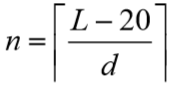 n = ⌈(L − 20) / d⌉